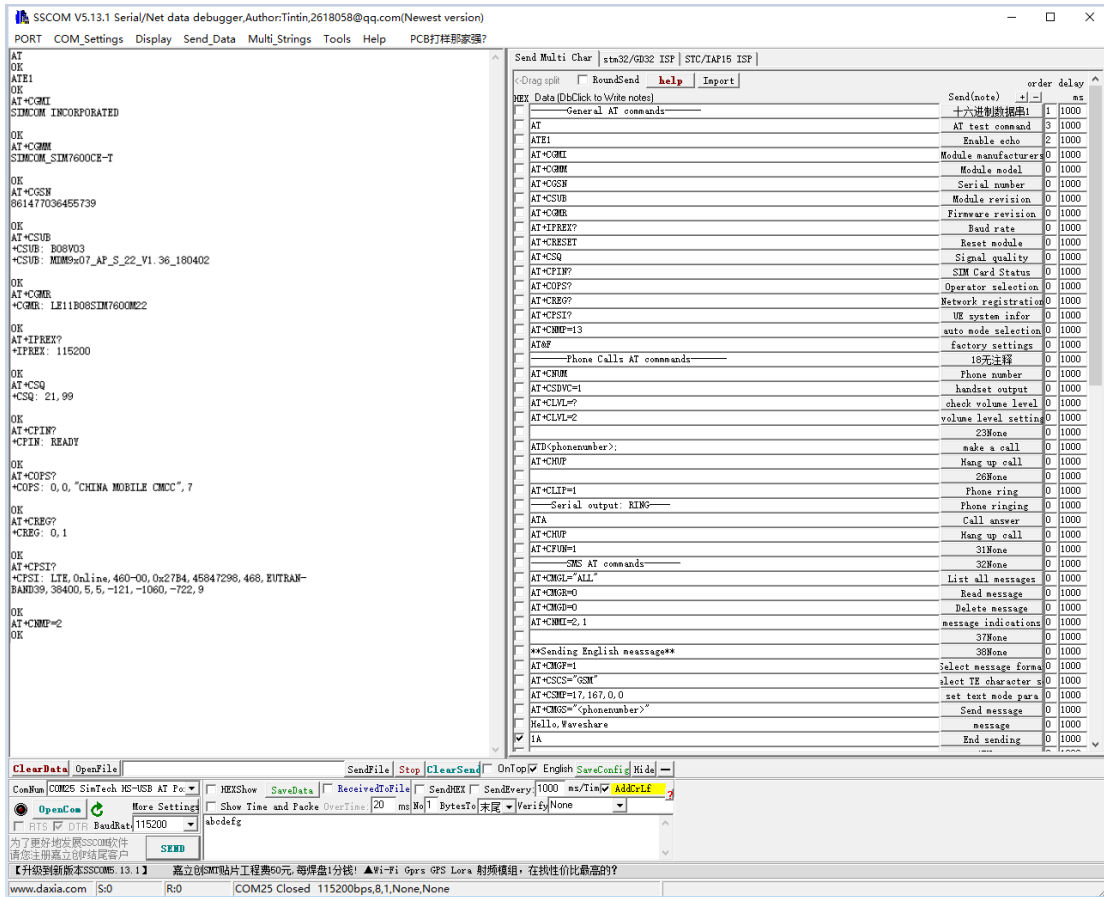 SSCOM V5.13.1 Serial/Net data debugger,Author:Tintin,2618058@qq.com(Newest version)
PORT COM_Settings Display Send_Data Multi_Strings Tools Help PCB打样那家强?
AT
OK
ATE1
OK
AT+CGMI
SIMCOM INCORPORATED
OK
AT+CGMM
SIMCOM_SIM7600CE-T
OK
AT+CGSN
861477036455739
OK
AT+CSUB
+CSUB: B08V03
+CSUB: MDM9x07_AP_S_22_V1.36_180402
OK
AT+CGMR
+CGMR: LE11B08SIM7600M22
OK
AT+IPREX?
+IPREX: 115200
OK
AT+CSQ
+CSQ: 21,99
OK
AT+CPIN?
+CPIN: READY
OK
AT+COPS?
+COPS: 0,0,"CHINA MOBILE CMCC",7
OK
AT+CREG?
+CREG: 0,1
OK
AT+CPSI?
+CPSI: LTE,Online,460-00,0x27B4,45847298,468,EUTRAN-
BAND39,38400,5,5,-121,-1060,-722,9
OK
AT+CNMP=2
OK
Send Multi Char stm32/GD32 ISP STC/IAP15 ISP
<-Drag split RoundSend help Import order delay
HEX Data(DbClick to Write notes) Send(note) + - ms
————General AT commands———— 十六进制数据串1 1 1000
AT AT test command 3 1000
ATE1 Enable echo 2 1000
AT+CGMI Module manufacturers 0 1000
AT+CGMM Module model 0 1000
AT+CGSN Serial number 0 1000
AT+CSUB Module revision 0 1000
AT+CGMR Firmware revision 0 1000
AT+IPREX? Baud rate 0 1000
AT+CRESET Reset module 0 1000
AT+CSQ Signal quality 0 1000
AT+CPIN? SIM Card Status 0 1000
AT+COPS? Operator selection 0 1000
AT+CREG? Network registration 0 1000
AT+CPSI? UE system infor 0 1000
AT+CNMP=13 auto mode selection 0 1000
AT&F factory settings 0 1000
————Phone Calls AT commnands———— 18无注释 0 1000
AT+CNUM Phone number 0 1000
AT+CSDVC=1 handset output 0 1000
AT+CLVL=? check volume level 0 1000
AT+CLVL=2 volume level setting 0 1000
23None 0 1000
ATD<phonenumber>; make a call 0 1000
AT+CHUP Hang up call 0 1000
26None 0 1000
AT+CLIP=1 Phone ring 0 1000
——Serial output: RING—— Phone ringing 0 1000
ATA Call answer 0 1000
AT+CHUP Hang up call 0 1000
AT+CFUN=1 31None 0 1000
————SMS AT commands———— 32None 0 1000
AT+CMGL="ALL" List all messages 0 1000
AT+CMGR=0 Read message 0 1000
AT+CMGD=0 Delete message 0 1000
AT+CNMI=2,1 message indications 0 1000
37None 0 1000
**Sending English meassage** 38None 0 1000
AT+CMGF=1 Select message forma 0 1000
AT+CSCS="GSM" elect TE character s 0 1000
AT+CSMP=17,167,0,0 set text mode para 0 1000
AT+CMGS="<phonenumber>" Send message 0 1000
Hello,Waveshare message 0 1000
1A End sending 0 1000
ClearData OpenFile SendFile Stop ClearSend OnTop English SaveConfig Hide —
ComNum COM25 SimTech HS-USB AT Po: HEXShow SaveData ReceivedToFile SendHEX SendEvery: 1000 ms/Tim AddCrLf
OpenCom More Settings Show Time and Packe OverTime: 20 ms No 1 BytesTo 末尾 Verify None
RTS DTR BaudRat: 115200 abcdefg
为了更好地发展SSCOM软件
请您注册嘉立创F结尾客户 SEND
【升级到新版本SSCOM5.13.1】 嘉立创SMT贴片工程费50元,每焊盘1分钱! ▲Wi-Fi Gprs GPS Lora 射频模组,在找性价比最高的?
www.daxia.com S:0 R:0 COM25 Closed 115200bps,8,1,None,None